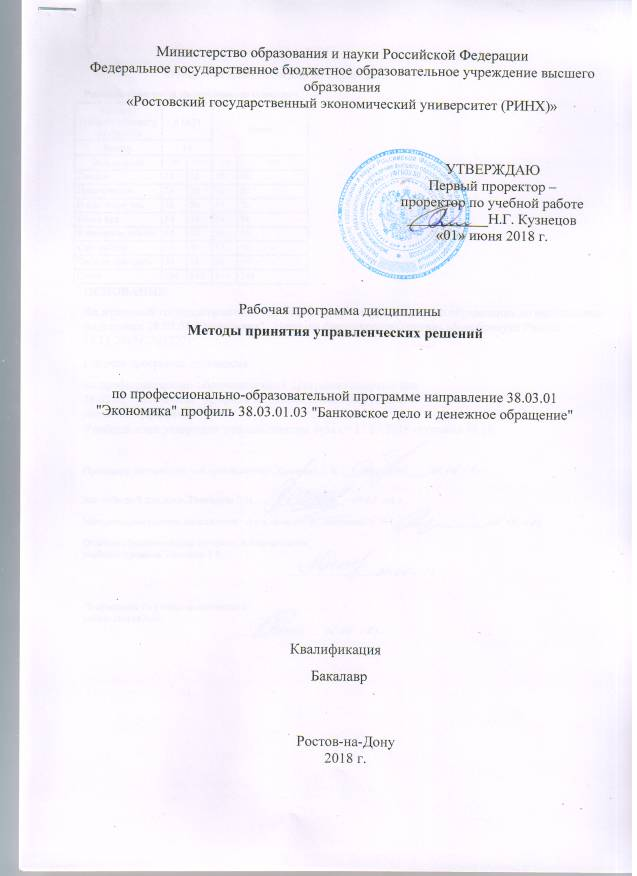 Министерство образования и науки Российской Федерации
Федеральное государственное бюджетное образовательное учреждение высшего
образования
«Ростовский государственный экономический университет (РИНХ)»
УТВЕРЖДАЮ
Первый проректор –
проректор по учебной работе
Н.Г. Кузнецов
«01» июня 2018 г.
Рабочая программа дисциплины
Методы принятия управленческих решений
по профессионально-образовательной программе направление 38.03.01
"Экономика" профиль 38.03.01.03 "Банковское дело и денежное обращение"
Квалификация
Бакалавр
Ростов-на-Дону
2018 г.